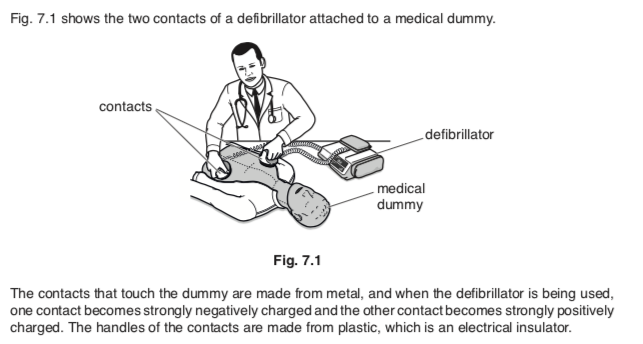 Fig. 7.1 shows the two contacts of a defibrillator attached to a medical dummy.
contacts
defibrillator
medical
dummy
Fig. 7.1
The contacts that touch the dummy are made from metal, and when the defibrillator is being used,
one contact becomes strongly negatively charged and the other contact becomes strongly positively
charged. The handles of the contacts are made from plastic, which is an electrical insulator.